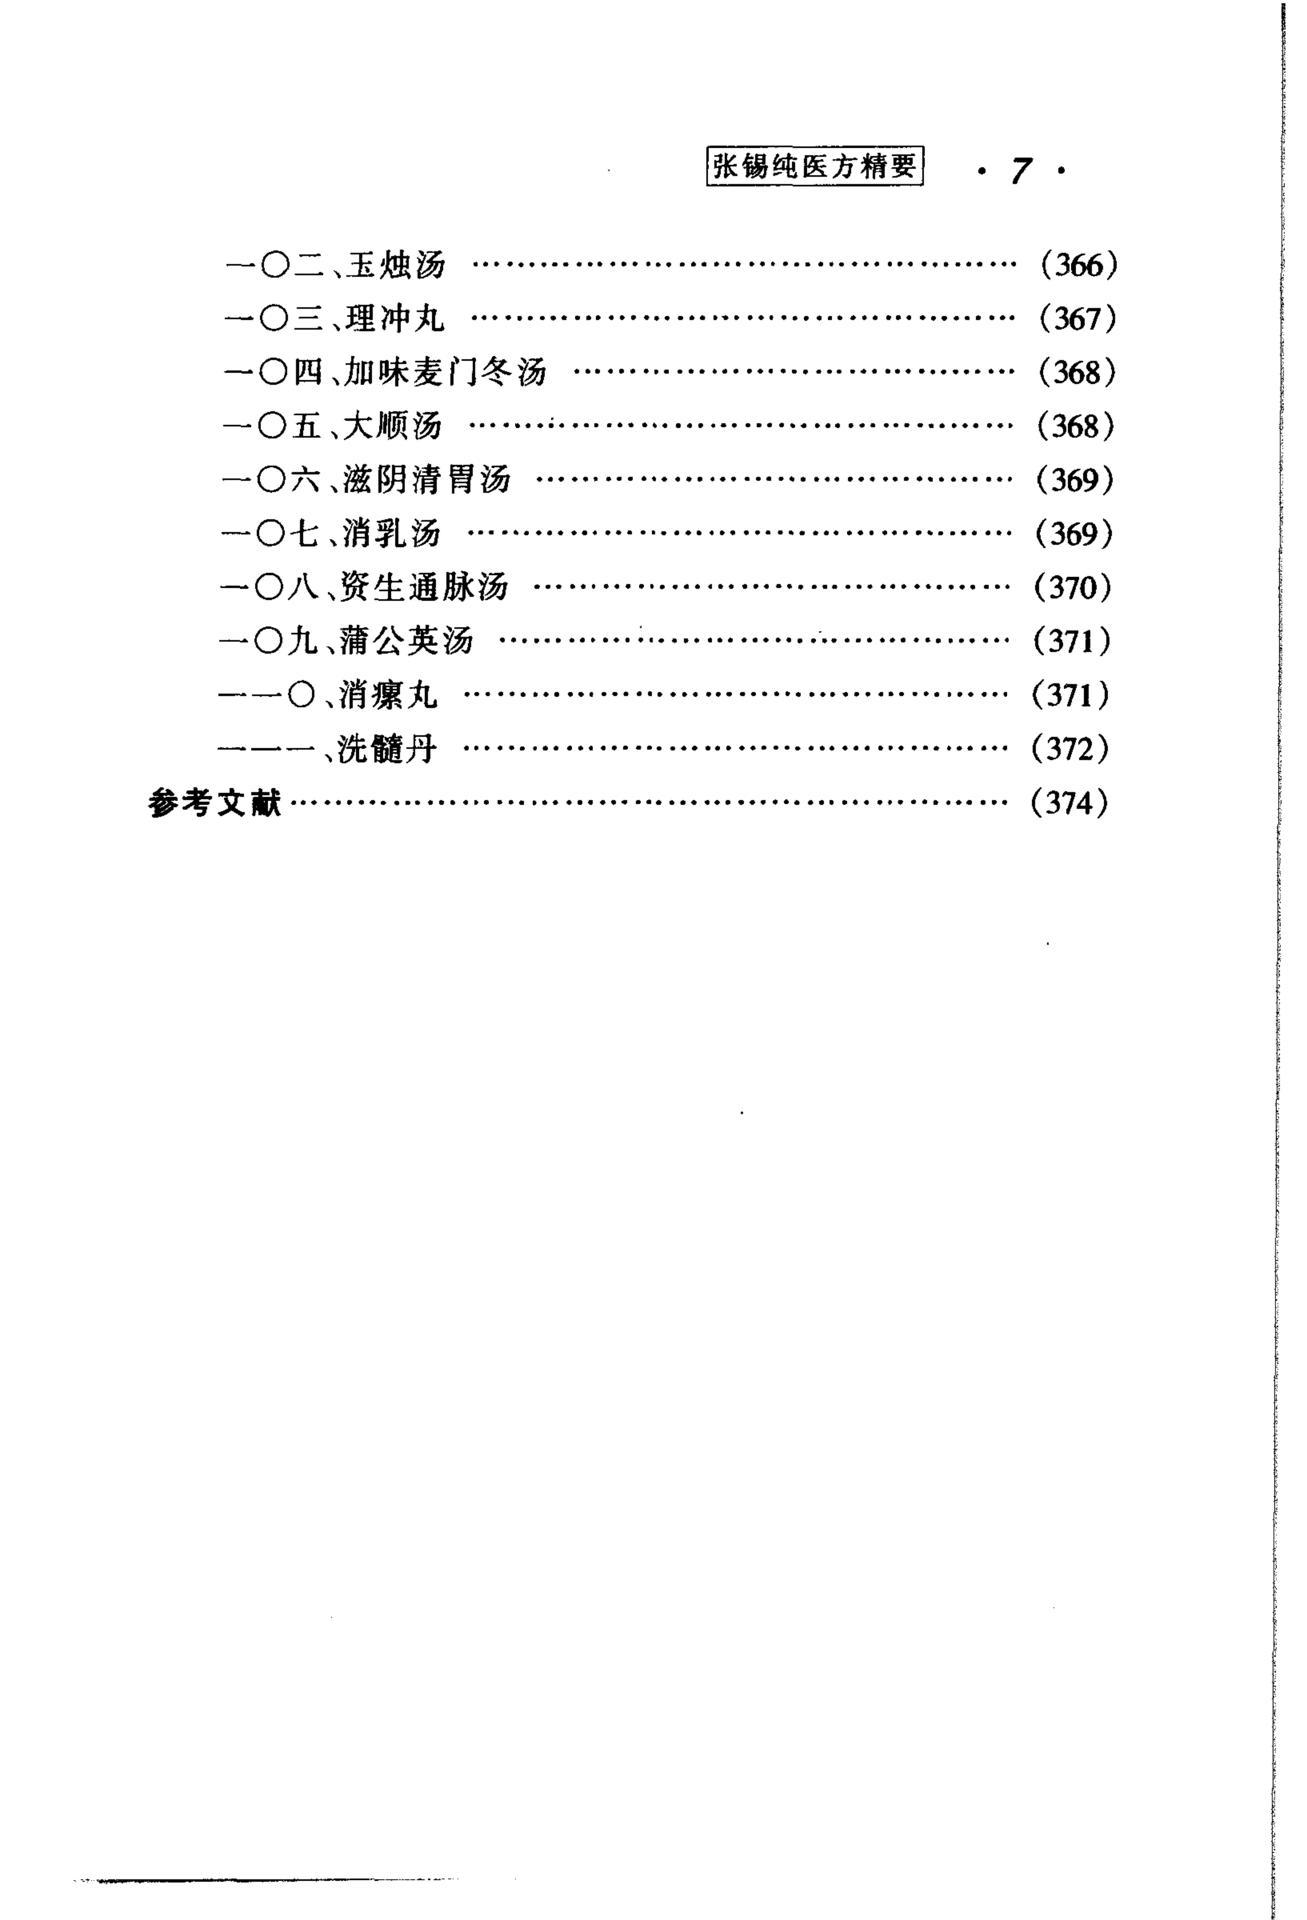 张锡纯医方精要 · 7 ·
一〇二、玉烛汤 …………………………………………… (366)
一〇三、理冲丸 …………………………………………… (367)
一〇四、加味麦门冬汤 …………………………………… (368)
一〇五、大顺汤 …………………………………………… (368)
一〇六、滋阴清胃汤 ……………………………………… (369)
一〇七、消乳汤 …………………………………………… (369)
一〇八、资生通脉汤 ……………………………………… (370)
一〇九、蒲公英汤 ………………………………………… (371)
一一〇、消瘰丸 …………………………………………… (371)
一一一、洗髓丹 …………………………………………… (372)
参考文献 ………………………………………………………… (374)